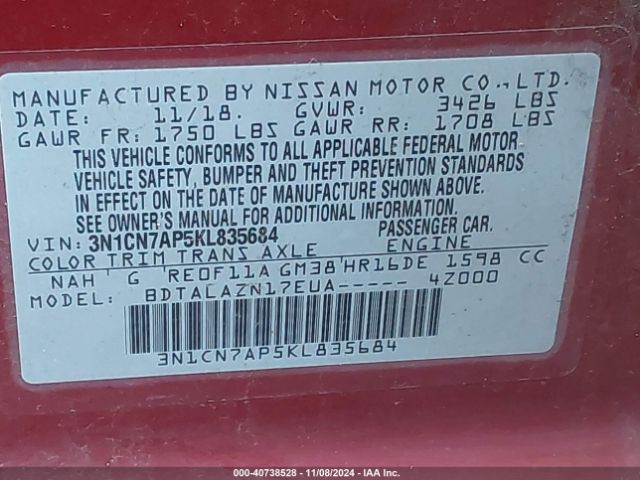 MANUFACTURED BY NISSAN MOTOR CO.,LTD.
DATE: 11/18. GVWR: 3426 LBS
GAWR FR: 1750 LBS GAWR RR: 1708 LBS
THIS VEHICLE CONFORMS TO ALL APPLICABLE FEDERAL MOTOR
VEHICLE SAFETY, BUMPER AND THEFT PREVENTION STANDARDS
IN EFFECT ON THE DATE OF MANUFACTURE SHOWN ABOVE.
SEE OWNER'S MANUAL FOR ADDITIONAL INFORMATION.
VIN: 3N1CN7AP5KL835684 PASSENGER CAR.
COLOR TRIM TRANS AXLE ENGINE
NAH G RE0F11A GM38 HR16DE 1598 CC
MODEL: BDTALAZN17EUA----- 4Z000
3N1CN7AP5KL835684
000-40738528 - 11/08/2024 - IAA Inc.